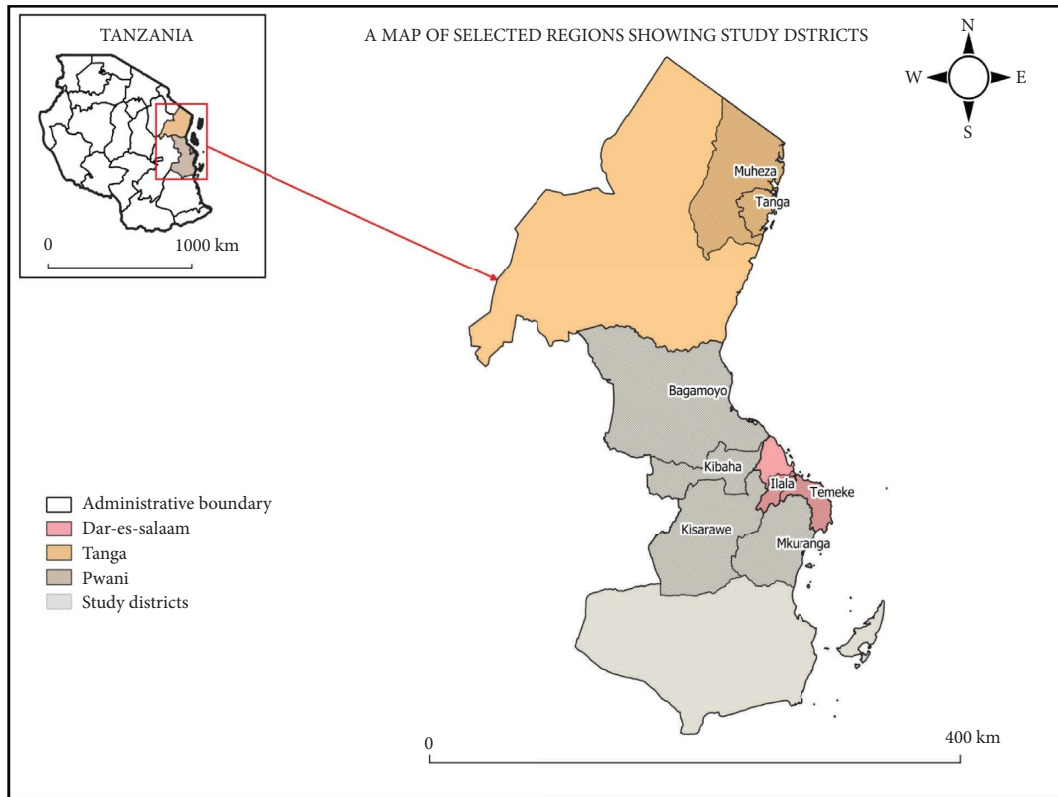 TANZANIA
0
1000 km
A MAP OF SELECTED REGIONS SHOWING STUDY DSTRICTS
N
W
E
S
Muheza
Tanga
Bagamoyo
Kibaha
Ilala
Temeke
Kisarawe
Mkuranga
Administrative boundary
Dar-es-salaam
Tanga
Pwani
Study districts
0
400 km